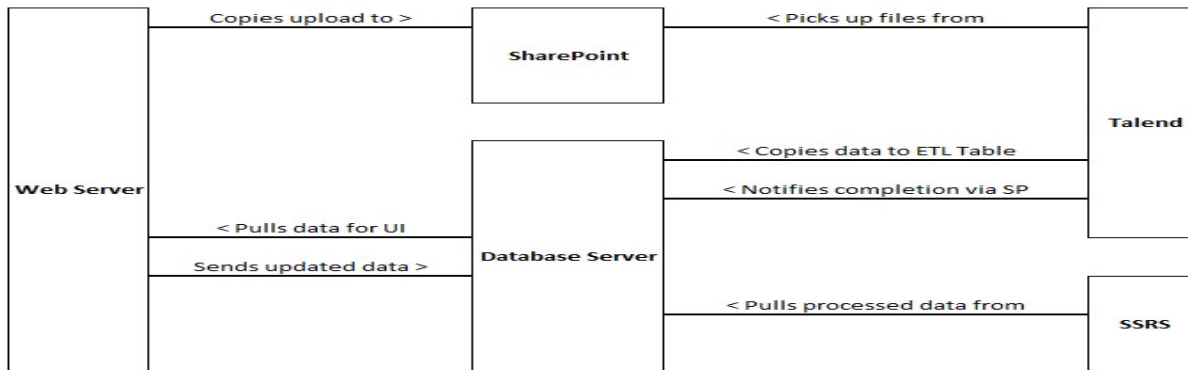 Copies upload to >
< Picks up files from
SharePoint
Talend
< Copies data to ETL Table
Web Server
< Notifies completion via SP
< Pulls data for UI
Database Server
Sends updated data >
< Pulls processed data from
SSRS